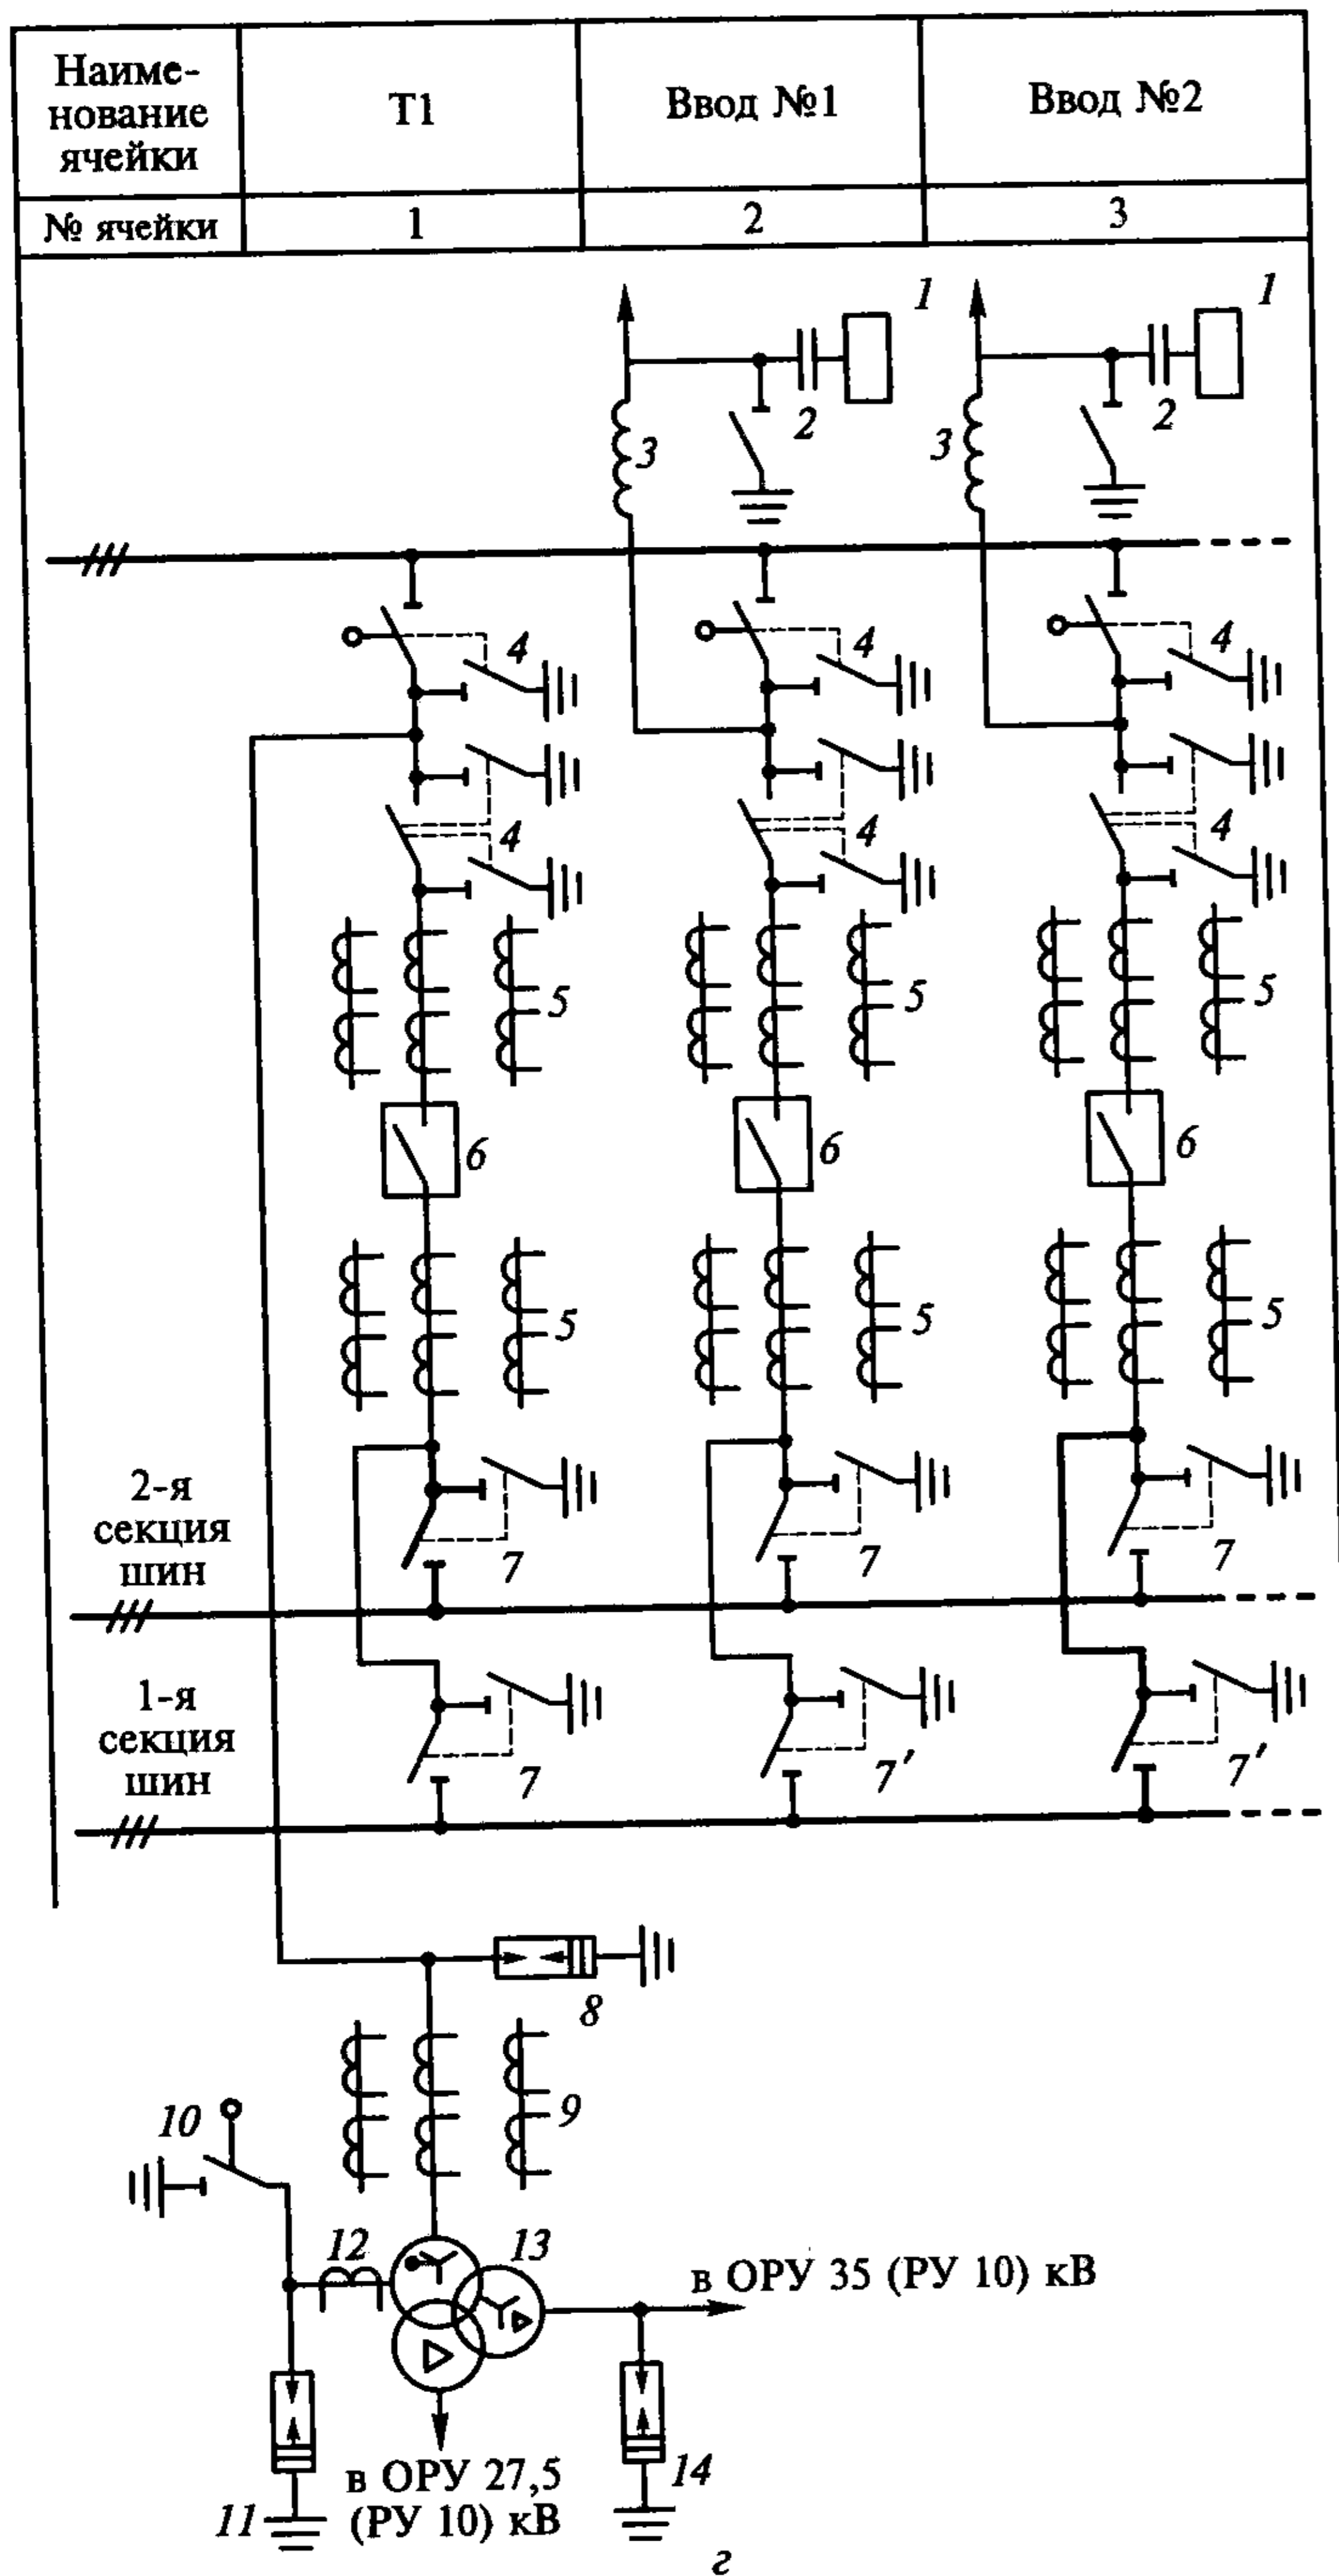 Наиме-
нование
ячейки
Т1
Ввод №1
Ввод №2
№ ячейки
1
2
3
1
1
2
2
3
3
4
4
4
4
4
4
5
5
5
6
6
6
5
5
5
2-я
секция
шин
7
7
7
1-я
секция
шин
7
7′
7′
8
9
10
12
13
в ОРУ 35 (РУ 10) кВ
14
11
в ОРУ 27,5
(РУ 10) кВ
г